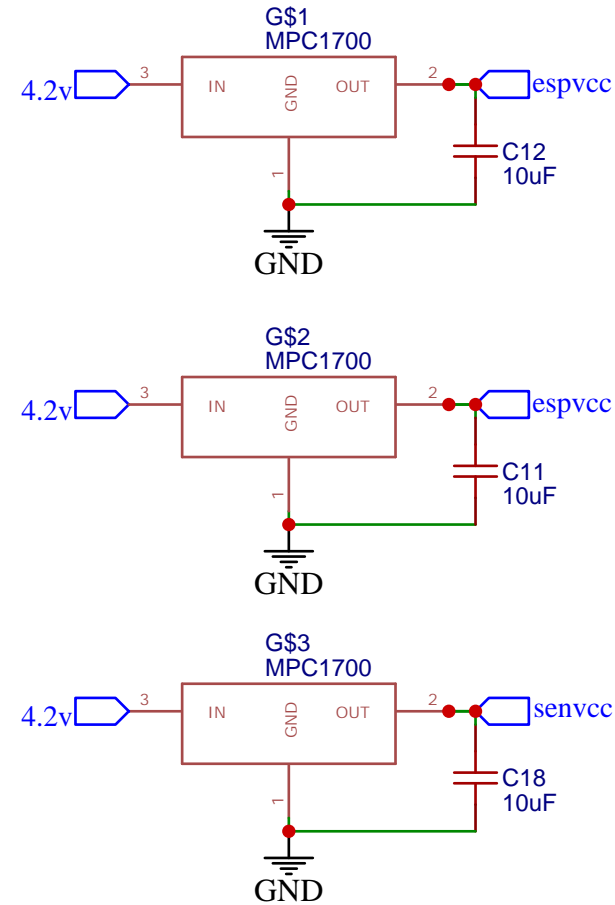 G$1
MPC1700
4.2v 3 IN GND OUT 2 espvcc
1
C12
10uF
GND
G$2
MPC1700
4.2v 3 IN GND OUT 2 espvcc
1
C11
10uF
GND
G$3
MPC1700
4.2v 3 IN GND OUT 2 senvcc
1
C18
10uF
GND